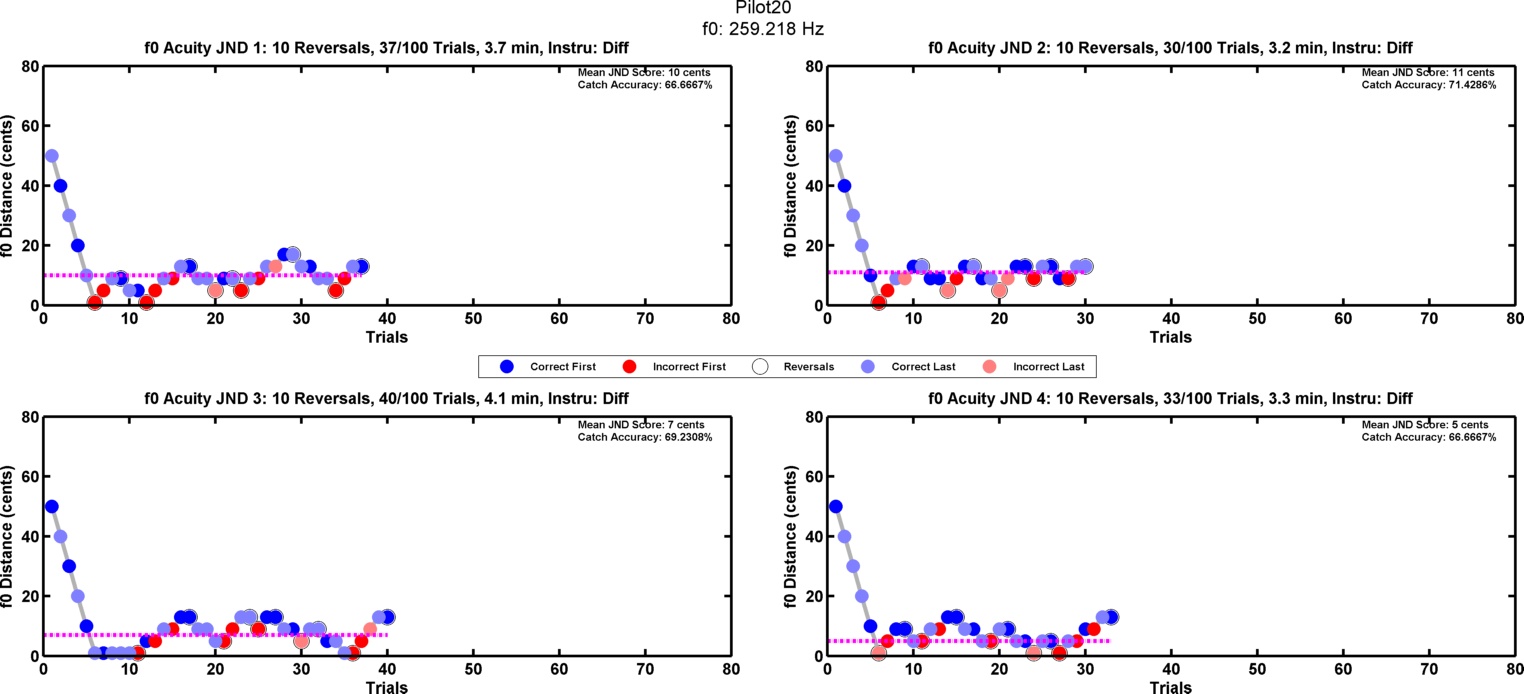 Pilot20
f0: 259.218 Hz
f0 Acuity JND 1: 10 Reversals, 37/100 Trials, 3.7 min, Instru: Diff
Mean JND Score: 10 cents
Catch Accuracy: 66.6667%
f0 Distance (cents)
80
60
40
20
0
0 10 20 30 40 50 60 70 80
Trials
f0 Acuity JND 2: 10 Reversals, 30/100 Trials, 3.2 min, Instru: Diff
Mean JND Score: 11 cents
Catch Accuracy: 71.4286%
f0 Distance (cents)
80
60
40
20
0
0 10 20 30 40 50 60 70 80
Trials
Correct First Incorrect First Reversals Correct Last Incorrect Last
f0 Acuity JND 3: 10 Reversals, 40/100 Trials, 4.1 min, Instru: Diff
Mean JND Score: 7 cents
Catch Accuracy: 69.2308%
f0 Distance (cents)
80
60
40
20
0
0 10 20 30 40 50 60 70 80
Trials
f0 Acuity JND 4: 10 Reversals, 33/100 Trials, 3.3 min, Instru: Diff
Mean JND Score: 5 cents
Catch Accuracy: 66.6667%
f0 Distance (cents)
80
60
40
20
0
0 10 20 30 40 50 60 70 80
Trials